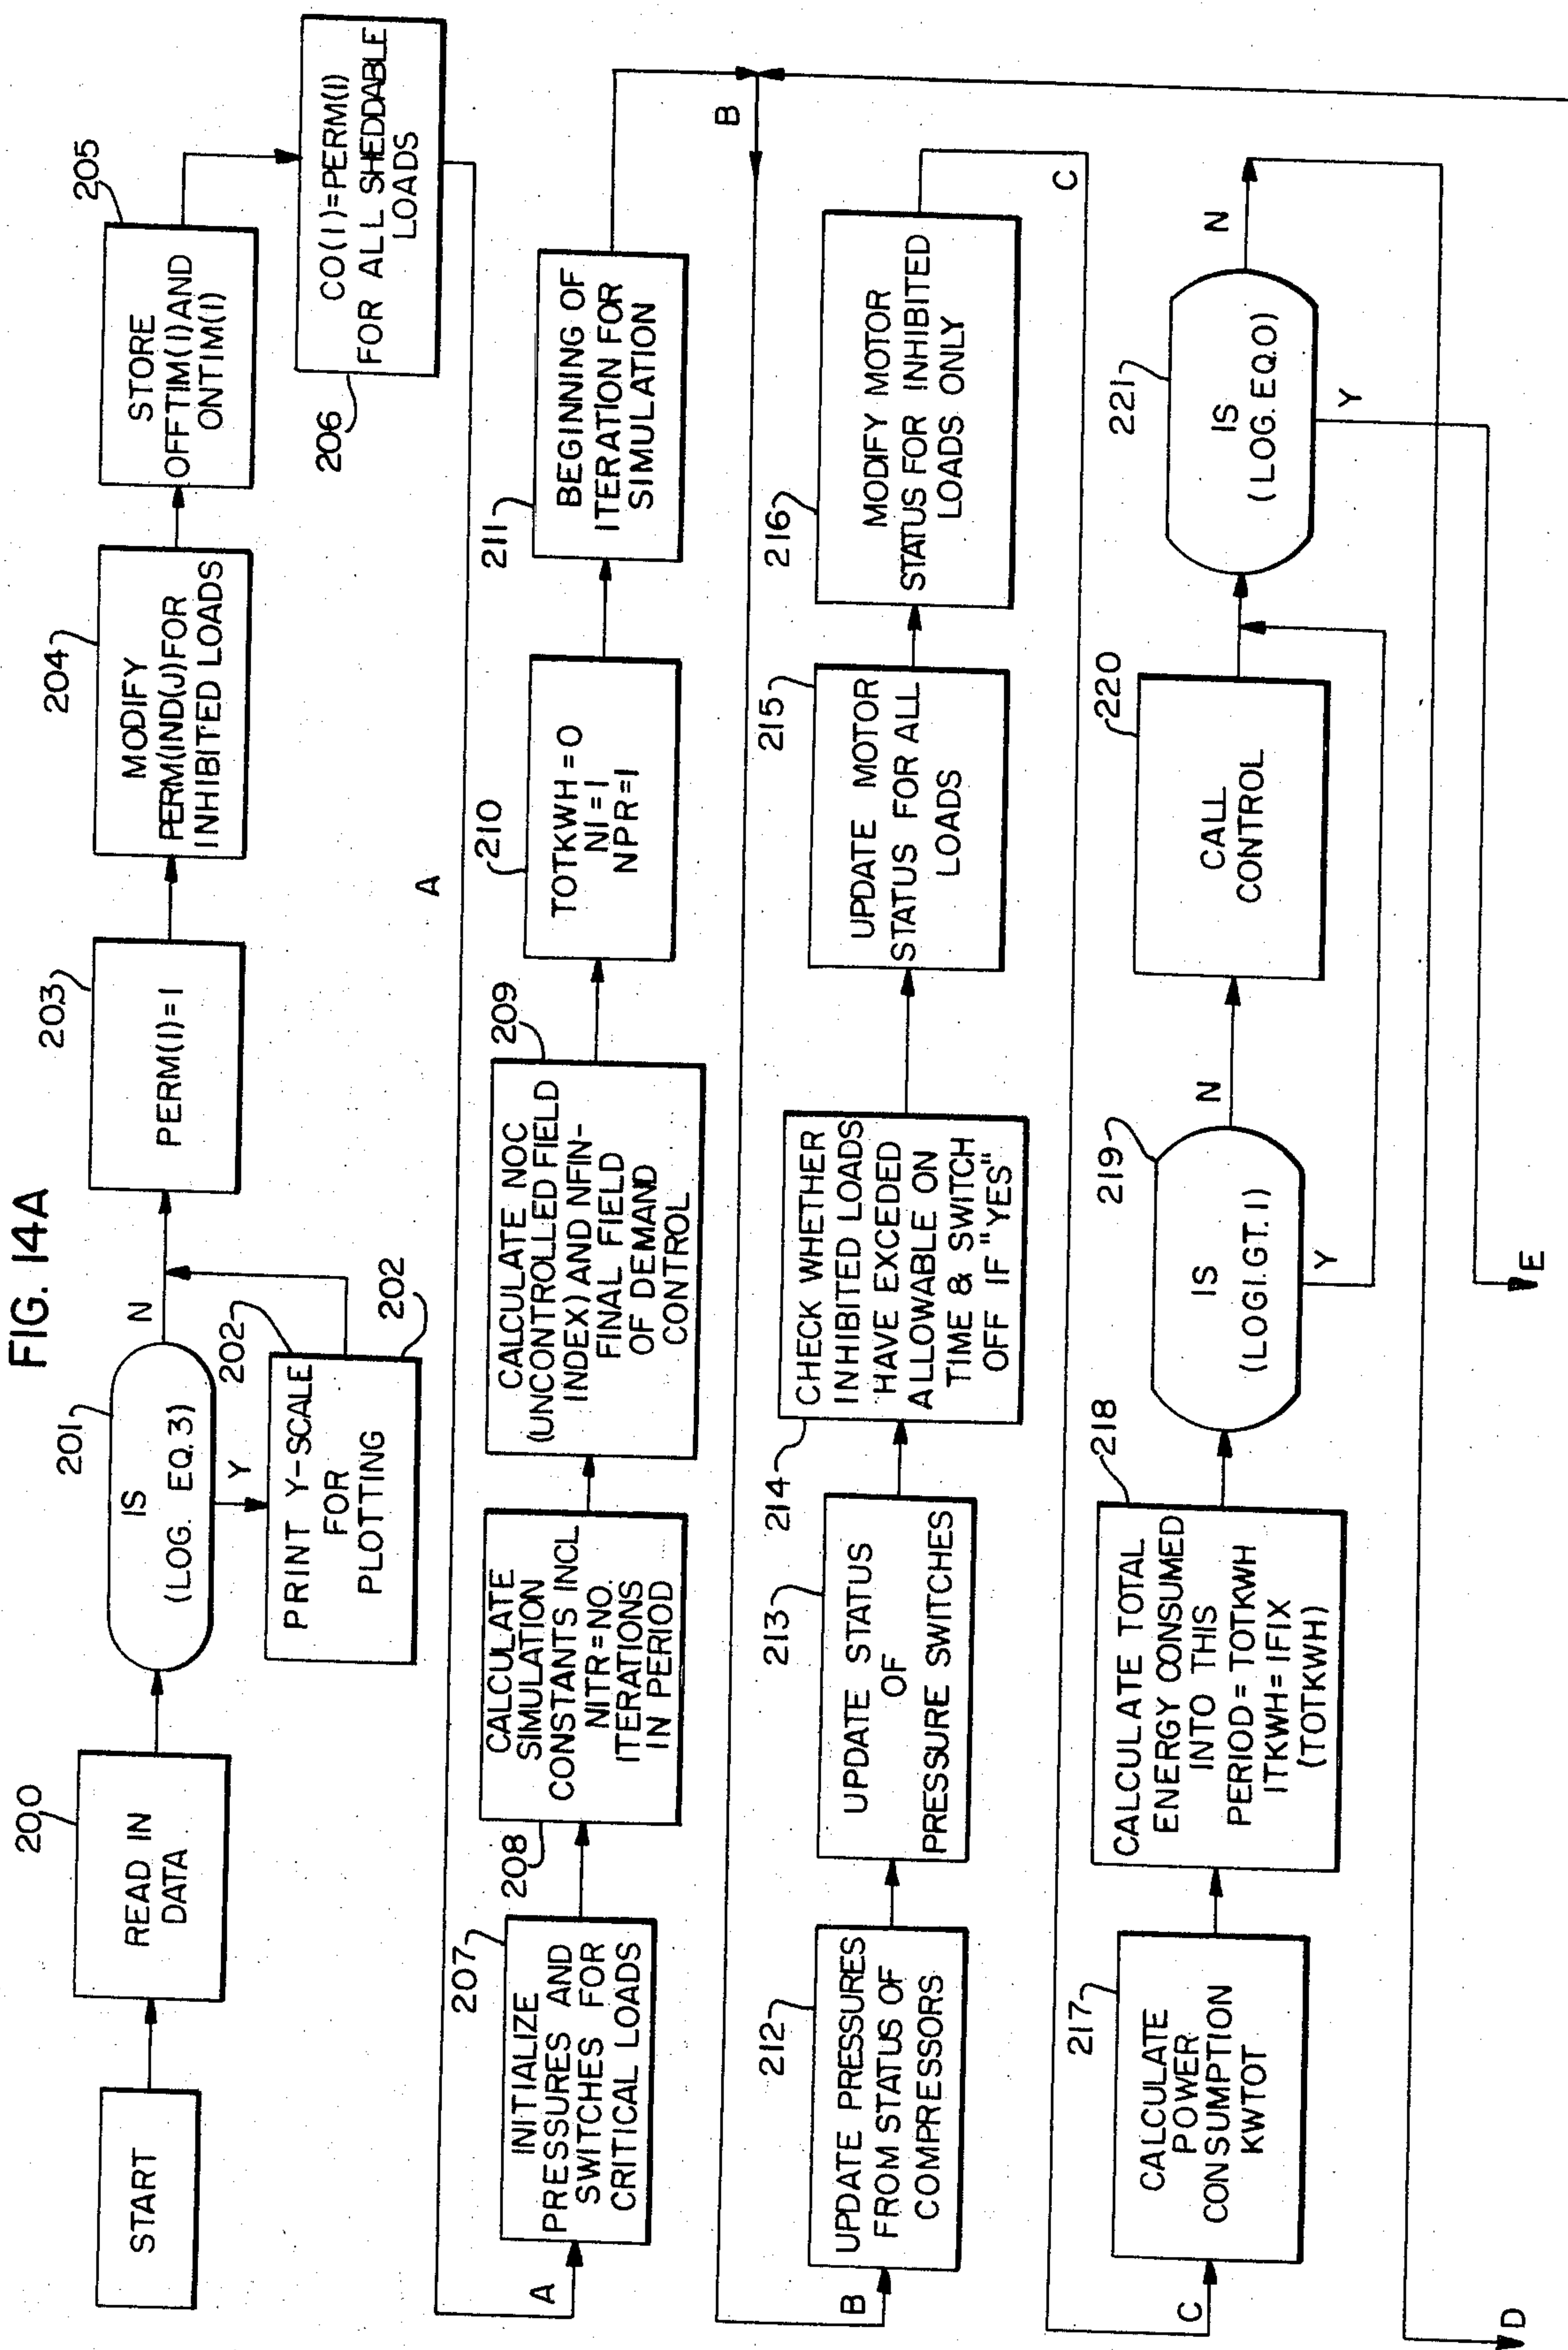 FIG. 14A
START
200
READ IN
DATA
201
IS
(LOG. EQ.3)
N
Y
202
PRINT Y-SCALE
FOR
PLOTTING
202
203
PERM(I)=1
204
MODIFY
PERM(IND(J)FOR
INHIBITED LOADS
205
STORE
OFFTIM(I) AND
ONTIM(I)
206
CO(I)=PERM(I)
FOR ALL SHEDDABLE
LOADS
A
A
207
INITIALIZE
PRESSURES AND
SWITCHES FOR
CRITICAL LOADS
208
CALCULATE
SIMULATION
CONSTANTS INCL
NITR=NO.
ITERATIONS
IN PERIOD
209
CALCULATE NOC
(UNCONTROLLED FIELD
INDEX) AND NFIN-
FINAL FIELD
OF DEMAND
CONTROL
210
TOTKWH=0
NI=1
NPR=1
211
BEGINNING OF
ITERATION FOR
SIMULATION
B
B
212
UPDATE PRESSURES
FROM STATUS OF
COMPRESSORS
213
UPDATE STATUS
OF
PRESSURE SWITCHES
214
CHECK WHETHER
INHIBITED LOADS
HAVE EXCEEDED
ALLOWABLE ON
TIME & SWITCH
OFF IF "YES"
215
UPDATE MOTOR
STATUS FOR ALL
LOADS
216
MODIFY MOTOR
STATUS FOR INHIBITED
LOADS ONLY
C
C
217
CALCULATE
POWER
CONSUMPTION
KWTOT
218
CALCULATE TOTAL
ENERGY CONSUMED
INTO THIS
PERIOD=TOTKWH
ITKWH=IFIX
(TOTKWH)
219
IS
(LOGI.GT.1)
N
Y
220
CALL
CONTROL
221
IS
(LOG.EQ.0)
N
Y
D
E